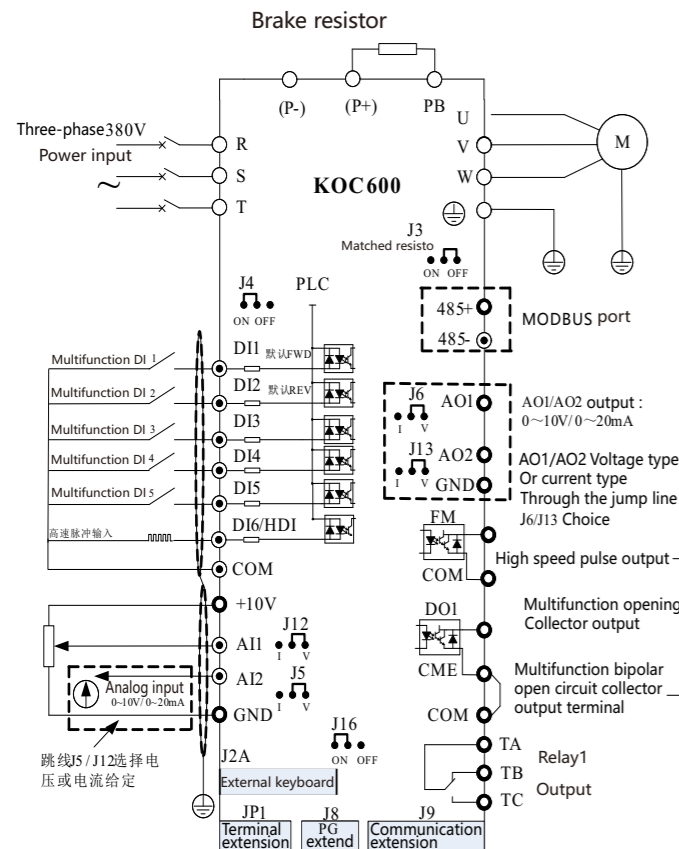 Brake resistor
(P-)
(P+)
PB
U
Three-phase380V
Power input
R
V
M
S
W
KOC600
T
J3
Matched resisto
ON OFF
J4
PLC
ON OFF
485+
MODBUS port
485-
Multifunction DI 1
DI1
默认FWD
Multifunction DI 2
DI2
默认REV
J6
I V
AO1
AO1/AO2 output :
0～10V/ 0～20mA
Multifunction DI 3
DI3
Multifunction DI 4
DI4
J13
I V
AO2
GND
AO1/AO2 Voltage type
Or current type
Through the jump line
J6/J13 Choice
Multifunction DI 5
DI5
高速脉冲输入
DI6/HDI
FM
High speed pulse output
COM
COM
+10V
DO1
Multifunction opening
Collector output
AI1
J12
I V
CME
AI2
J5
I V
Analog input
0~10V/ 0~20mA
Multifunction bipolar
open circuit collector
output terminal
GND
COM
J16
ON OFF
跳线J5 / J12选择电
压或电流给定
TA
Relay1
Output
TB
TC
J2A
External keyboard
JP1
Terminal
extension
J8
PG
extend
J9
Communication
extension